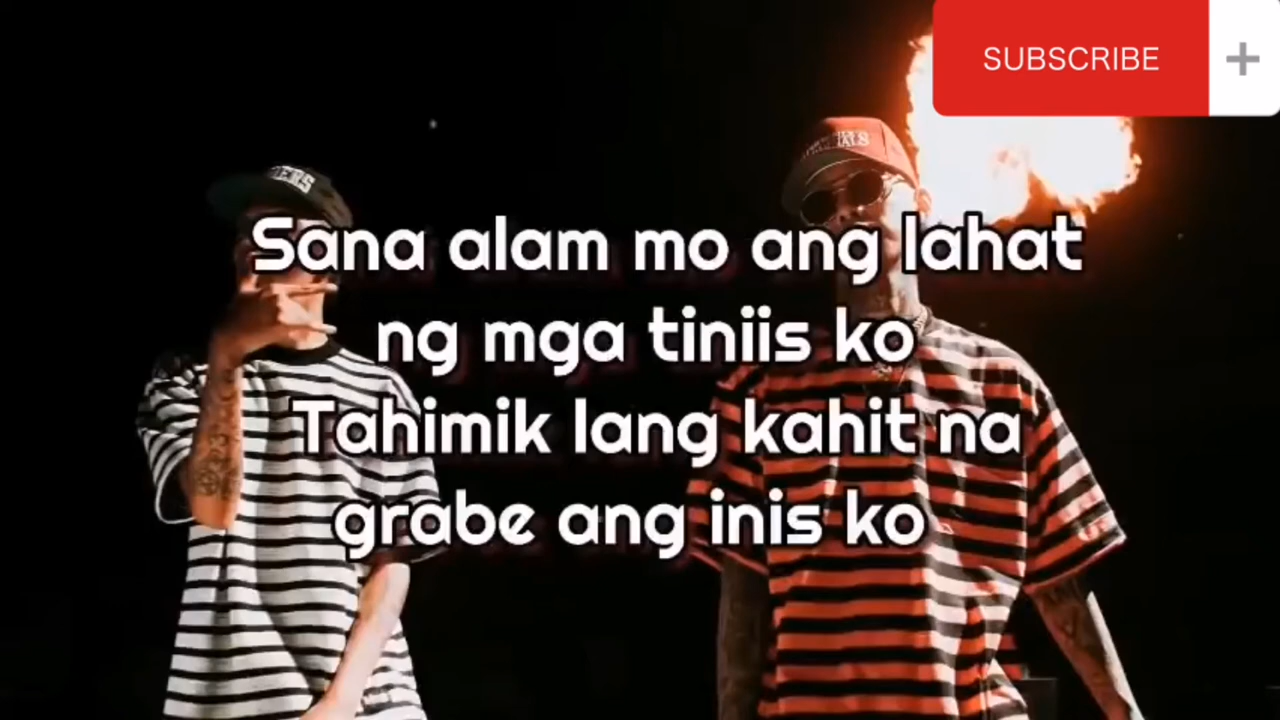 SUBSCRIBE +
Sana alam mo ang lahat
ng mga tiniis ko
Tahimik lang kahit na
grabe ang inis ko